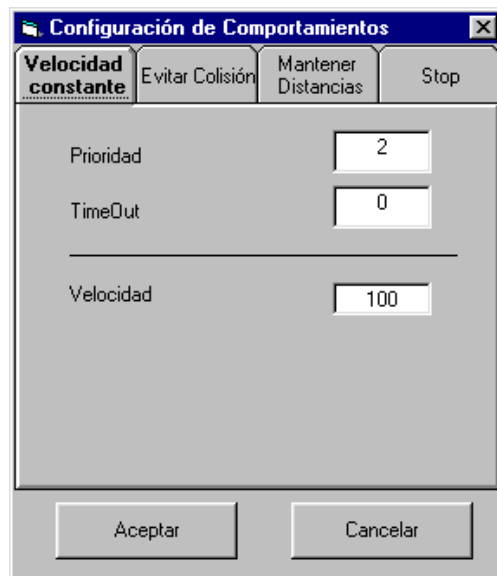 Configuración de Comportamientos
Velocidad
constante
Evitar Colisión
Mantener
Distancias
Stop
Prioridad
2
TimeOut
0
Velocidad
100
Aceptar
Cancelar